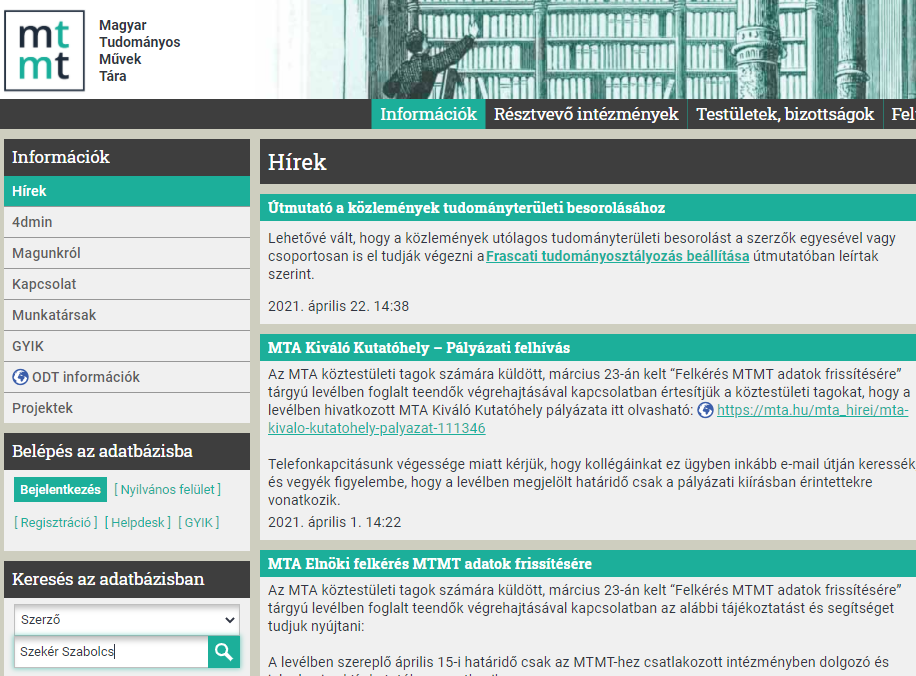 mt
mt
Magyar
Tudományos
Művek
Tára
Információk
Résztvevő intézmények
Testületek, bizottságok
Információk
Hírek
4dmin
Magunkról
Kapcsolat
Munkatársak
GYIK
ODT információk
Projektek
Belépés az adatbázisba
Bejelentkezés [ Nyilvános felület ]
[ Regisztráció ] [ Helpdesk ] [ GYIK ]
Keresés az adatbázisban
Szerző
Szekér Szabolcs
Hírek
Útmutató a közlemények tudományterületi besorolásához
Lehetővé vált, hogy a közlemények utólagos tudományterületi besorolást a szerzők egyesével vagy
csoportosan is el tudják végezni a Frascati tudományosztályozás beállítása útmutatóban leírtak
szerint.
2021. április 22. 14:38
MTA Kiváló Kutatóhely – Pályázati felhívás
Az MTA köztestületi tagok számára küldött, március 23-án kelt “Felkérés MTMT adatok frissítésére”
tárgyú levélben foglalt teendők végrehajtásával kapcsolatban értesítjük a köztestületi tagokat, hogy a
levélben hivatkozott MTA Kiváló Kutatóhely pályázata itt olvasható: https://mta.hu/mta_hirei/mta-
kivalo-kutatohely-palyazat-111346
Telefonkapcitásunk végessége miatt kérjük, hogy kollégáinkat ez ügyben inkább e-mail útján keressék
és vegyék figyelembe, hogy a levélben megjelölt határidő csak a pályázati kiírásban érintettekre
vonatkozik.
2021. április 1. 14:22
MTA Elnöki felkérés MTMT adatok frissítésére
Az MTA köztestületi tagok számára küldött, március 23-án kelt “Felkérés MTMT adatok frissítésére”
tárgyú levélben foglalt teendők végrehajtásával kapcsolatban az alábbi tájékoztatást és segítséget
tudjuk nyújtani:
A levélben szereplő április 15-i határidő csak az MTMT-hez csatlakozott intézményben dolgozó és